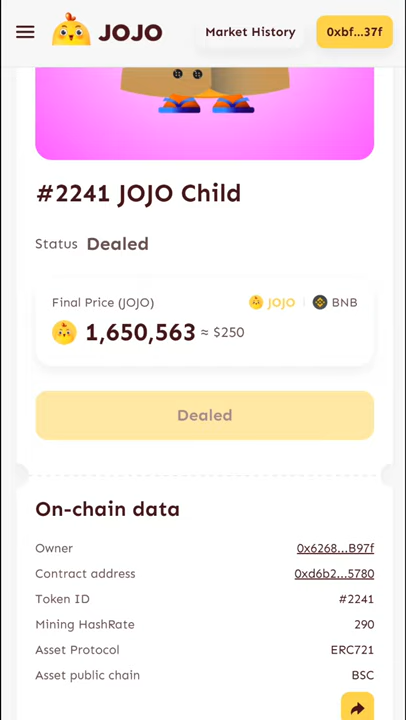 JOJO
Market History
0xbf...37f
#2241 JOJO Child
Status Dealed
Final Price (JOJO)
JOJO
BNB
1,650,563 ≈ $250
Dealed
On-chain data
Owner 0x6268...B97f
Contract address 0xd6b2...5780
Token ID #2241
Mining HashRate 290
Asset Protocol ERC721
Asset public chain BSC